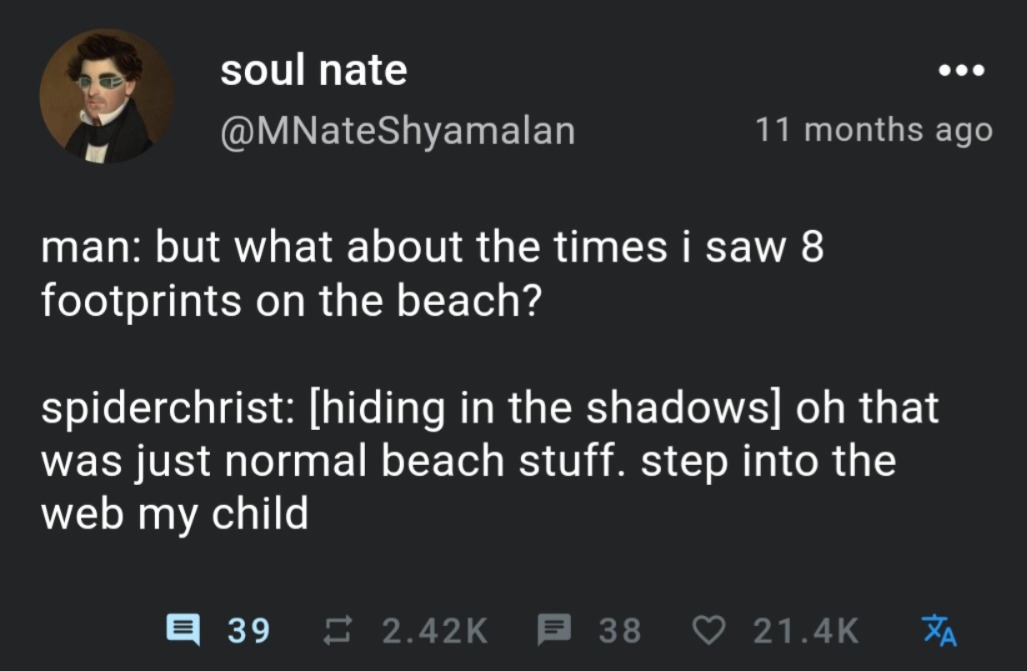 soul nate
@MNateShyamalan
11 months ago
man: but what about the times i saw 8
footprints on the beach?
spiderchrist: [hiding in the shadows] oh that
was just normal beach stuff. step into the
web my child
39 2.42K 38 21.4K